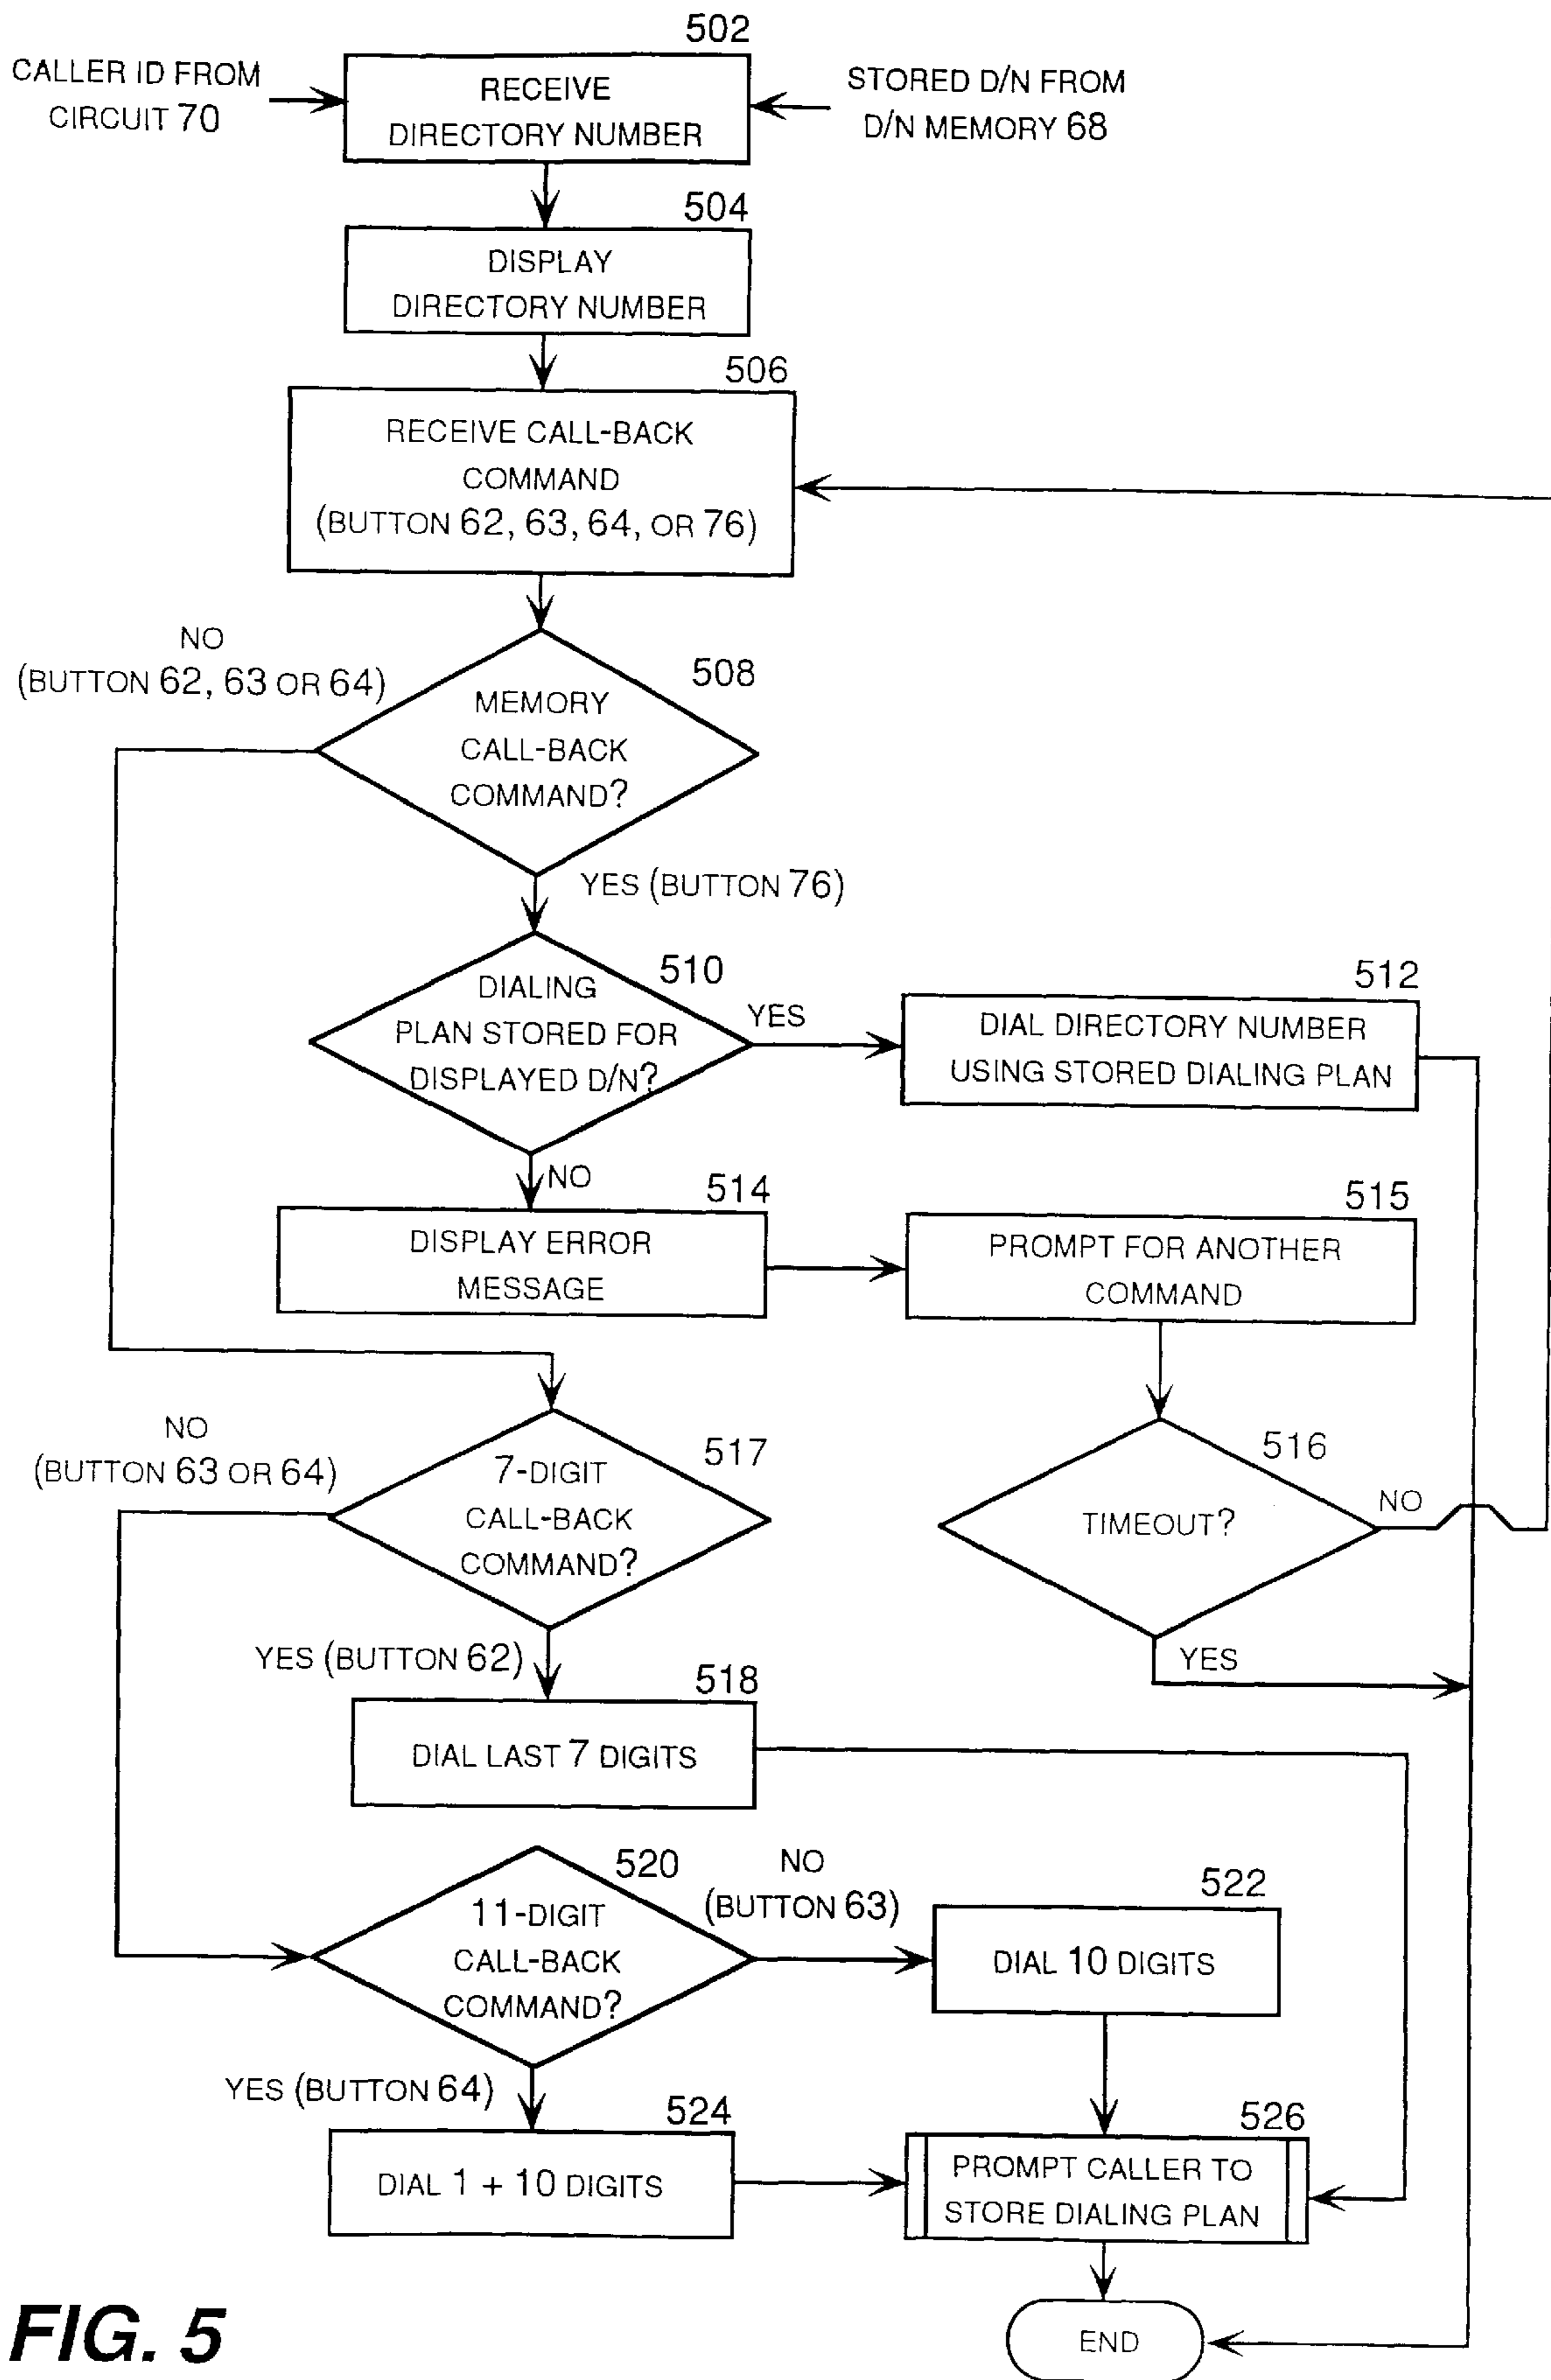 502
CALLER ID FROM
CIRCUIT 70
RECEIVE
DIRECTORY NUMBER
STORED D/N FROM
D/N MEMORY 68
504
DISPLAY
DIRECTORY NUMBER
506
RECEIVE CALL-BACK
COMMAND
(BUTTON 62, 63, 64, OR 76)
NO
(BUTTON 62, 63 OR 64)
508
MEMORY
CALL-BACK
COMMAND?
YES (BUTTON 76)
510
DIALING
PLAN STORED FOR
DISPLAYED D/N?
YES
512
DIAL DIRECTORY NUMBER
USING STORED DIALING PLAN
NO
514
DISPLAY ERROR
MESSAGE
515
PROMPT FOR ANOTHER
COMMAND
NO
(BUTTON 63 OR 64)
517
7-DIGIT
CALL-BACK
COMMAND?
516
TIMEOUT?
NO
YES
YES (BUTTON 62)
518
DIAL LAST 7 DIGITS
520
11-DIGIT
CALL-BACK
COMMAND?
NO
(BUTTON 63)
522
DIAL 10 DIGITS
YES (BUTTON 64)
524
DIAL 1 + 10 DIGITS
526
PROMPT CALLER TO
STORE DIALING PLAN
END
FIG. 5